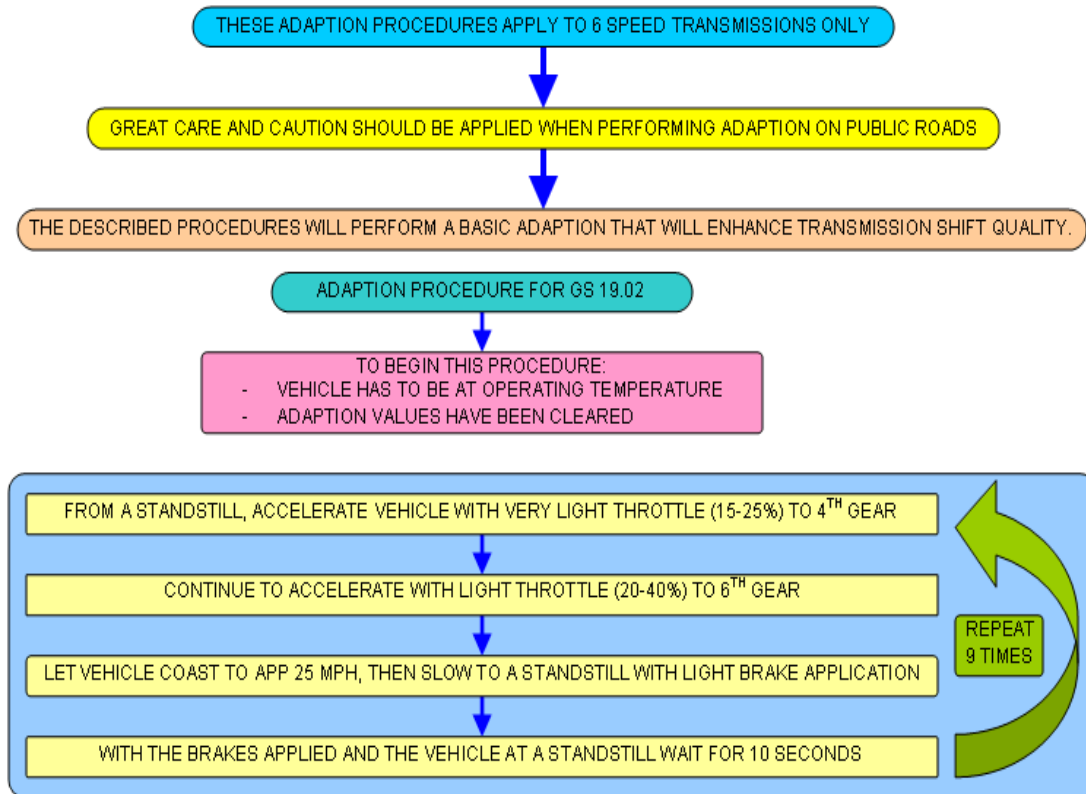 THESE ADAPTION PROCEDURES APPLY TO 6 SPEED TRANSMISSIONS ONLY
GREAT CARE AND CAUTION SHOULD BE APPLIED WHEN PERFORMING ADAPTION ON PUBLIC ROADS
THE DESCRIBED PROCEDURES WILL PERFORM A BASIC ADAPTION THAT WILL ENHANCE TRANSMISSION SHIFT QUALITY.
ADAPTION PROCEDURE FOR GS 19.02
TO BEGIN THIS PROCEDURE:
- VEHICLE HAS TO BE AT OPERATING TEMPERATURE
- ADAPTION VALUES HAVE BEEN CLEARED
FROM A STANDSTILL, ACCELERATE VEHICLE WITH VERY LIGHT THROTTLE (15-25%) TO 4TH GEAR
CONTINUE TO ACCELERATE WITH LIGHT THROTTLE (20-40%) TO 6TH GEAR
LET VEHICLE COAST TO APP 25 MPH, THEN SLOW TO A STANDSTILL WITH LIGHT BRAKE APPLICATION
WITH THE BRAKES APPLIED AND THE VEHICLE AT A STANDSTILL WAIT FOR 10 SECONDS
REPEAT
9 TIMES